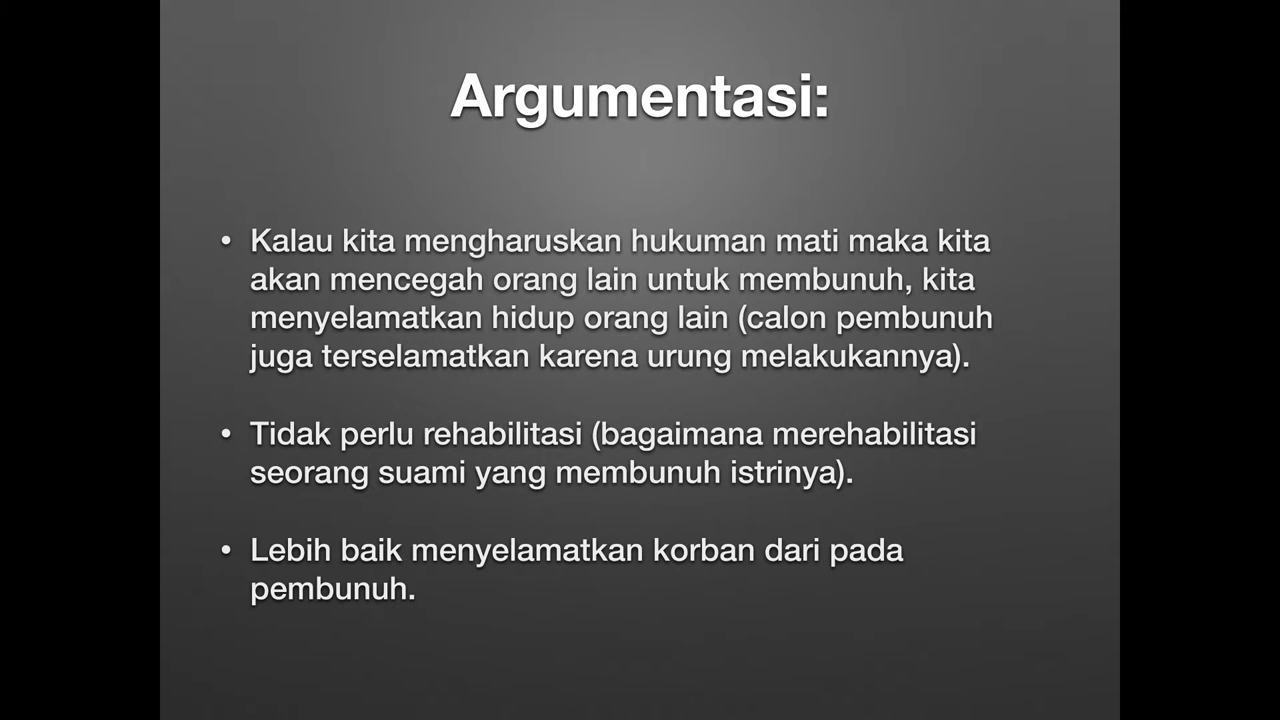 Argumentasi:
• Kalau kita mengharuskan hukuman mati maka kita
akan mencegah orang lain untuk membunuh, kita
menyelamatkan hidup orang lain (calon pembunuh
juga terselamatkan karena urung melakukannya).
• Tidak perlu rehabilitasi (bagaimana merehabilitasi
seorang suami yang membunuh istrinya).
• Lebih baik menyelamatkan korban dari pada
pembunuh.